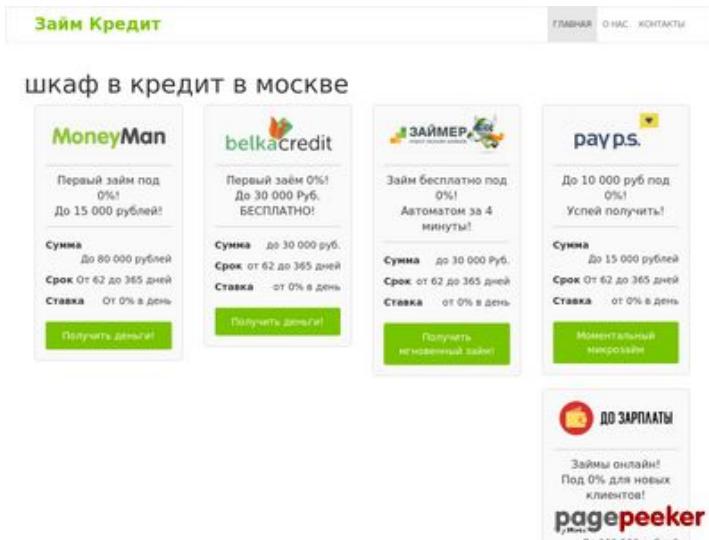 Займ Кредит
ГЛАВНАЯ О НАС КОНТАКТЫ
шкаф в кредит в москве
MoneyMan
Первый займ под
0%!
До 15 000 рублей!
Сумма
До 80 000 рублей
Срок От 62 до 365 дней
Ставка От 0% в день
Получить деньги!
belkacredit
Первый заём 0%!
До 30 000 Руб.
БЕСПЛАТНО!
Сумма до 30 000 руб.
Срок от 62 до 365 дней
Ставка от 0% в день
Получить деньги!
ЗАЙМЕР
Займ бесплатно под
0%!
Автоматом за 4
минуты!
Сумма до 30 000 Руб.
Срок от 62 до 365 дней
Ставка от 0% в день
Получить
мгновенный займ!
pay p.s.
До 10 000 руб под
0%!
Успей получить!
Сумма
До 15 000 рублей
Срок От 62 до 365 дней
Ставка от 0% в день
Моментальный
микрозайм
ДО ЗАРПЛАТЫ
Займы онлайн!
Под 0% для новых
клиентов!
pagepeeker